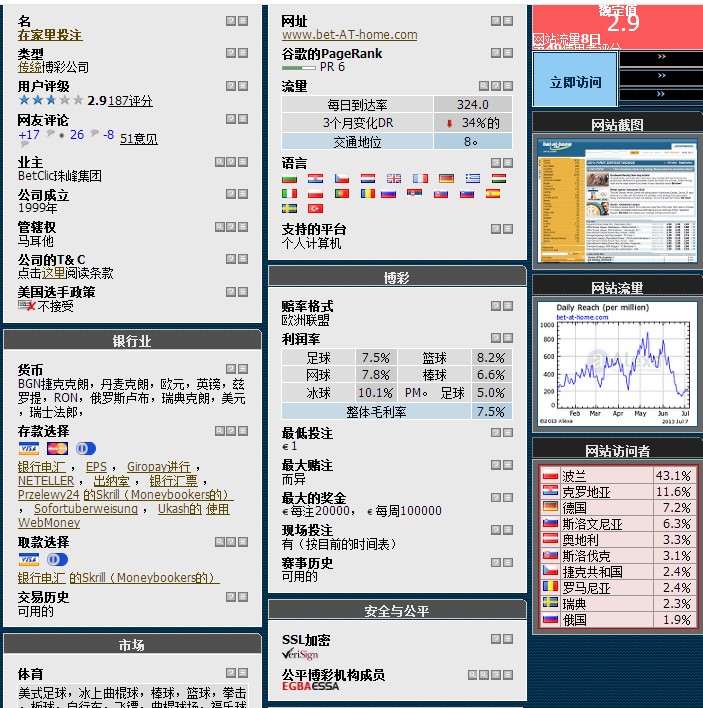 名
在家里投注
类型
传统博彩公司
用户评级
2.9 187评分
网友评论
+17 26 -8 51意见
业主
BetClic珠峰集团
公司成立
1999年
管辖权
马耳他
公司的T& C
点击这里阅读条款
美国选手政策
不接受
银行业
货币
BGN捷克克朗，丹麦克朗，欧元，英镑，兹
罗提，RON，俄罗斯卢布，瑞典克朗，美元
，瑞士法郎，
存款选择
VISA
银行电汇 ， EPS ， Giropay进行 ，
NETELLER ， 出纳室 ， 银行汇票 ，
Przelewy24 的Skrill（Moneybookers的）
， Sofortuberweisung ， Ukash的 使用
WebMoney
取款选择
VISA
银行电汇 的Skrill（Moneybookers的）
交易历史
可用的
市场
体育
美式足球，冰上曲棍球，棒球，篮球，拳击
网址
www.bet-AT-home.com
谷歌的PageRank
PR 6
流量
每日到达率 324.0
3个月变化DR 34%的
交通地位 8。
语言
支持的平台
个人计算机
博彩
赔率格式
欧洲联盟
利润率
足球 7.5% 篮球 8.2%
网球 7.8% 棒球 6.6%
冰球 10.1% PM。 足球 5.0%
整体毛利率 7.5%
最低投注
€ 1
最大赌注
而异
最大的奖金
€ 每注20000， € 每周100000
现场投注
有（按目前的时间表）
赛事历史
可用的
安全与公平
SSL加密
VeriSign
公平博彩机构成员
EGBA ESSA
稳定值
2.9
网站流量8日
立即访问
>>
>>
>>
网站截图
bet-at-home
网站流量
Daily Reach (per million)
bet-at-home.com
1000
800
600
400
200
0
Feb Mar Apr May Jun Jul
©2013 Alexa 2013 Jul 7
网站访问者
波兰 43.1%
克罗地亚 11.6%
德国 7.2%
斯洛文尼亚 6.3%
奥地利 3.3%
斯洛伐克 3.1%
捷克共和国 2.4%
罗马尼亚 2.4%
瑞典 2.3%
俄国 1.9%